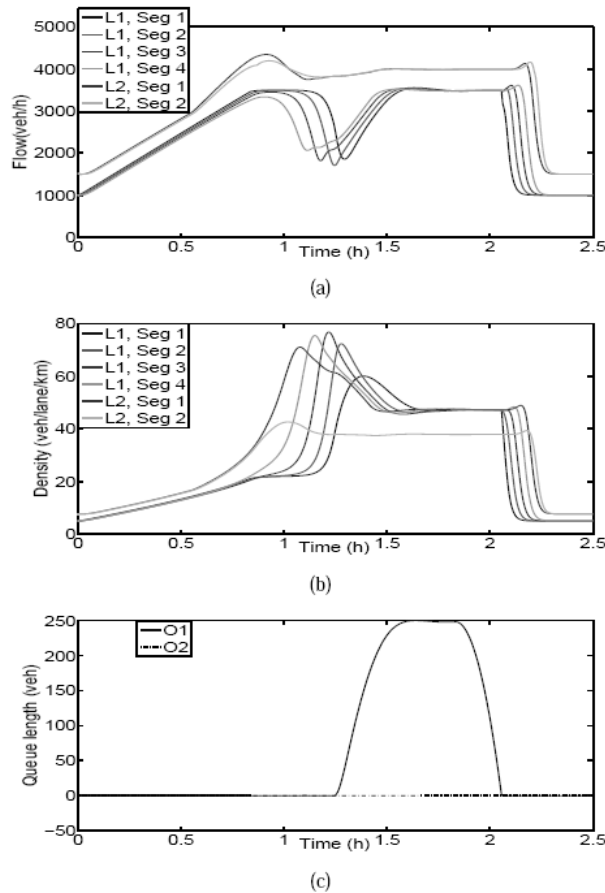 5000
4000
3000
2000
1000
0
Flow(veh/h)
L1, Seg 1
L1, Seg 2
L1, Seg 3
L1, Seg 4
L2, Seg 1
L2, Seg 2
0 0.5 1 1.5 2 2.5
Time (h)
(a)
80
60
40
20
0
Density (veh/lane/km)
L1, Seg 1
L1, Seg 2
L1, Seg 3
L1, Seg 4
L2, Seg 1
L2, Seg 2
0 0.5 1 1.5 2 2.5
Time (h)
(b)
250
200
150
100
50
0
−50
Queue length (veh)
O1
O2
0 0.5 1 1.5 2 2.5
Time (h)
(c)